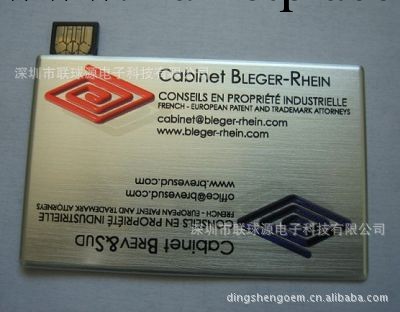 深圳市联球源电子科技有限公司
Cabinet BLEGER-RHEIN
CONSEILS EN PROPRIÉTÉ INDUSTRIELLE
FRENCH - EUROPEAN PATENT AND TRADEMARK ATTORNEYS
cabinet@bleger-rhein.com
www.bleger-rhein.com
www.brevesud.com
office@brevesud.com
FRENCH - EUROPEAN PATENT AND TRADEMARK ATTORNEYS
CONSEILS EN PROPRIÉTÉ INDUSTRIELLE
Cabinet BREV&SUD
深圳市联球源电子科技有限公司
dingshengoem.cn.alibaba.com